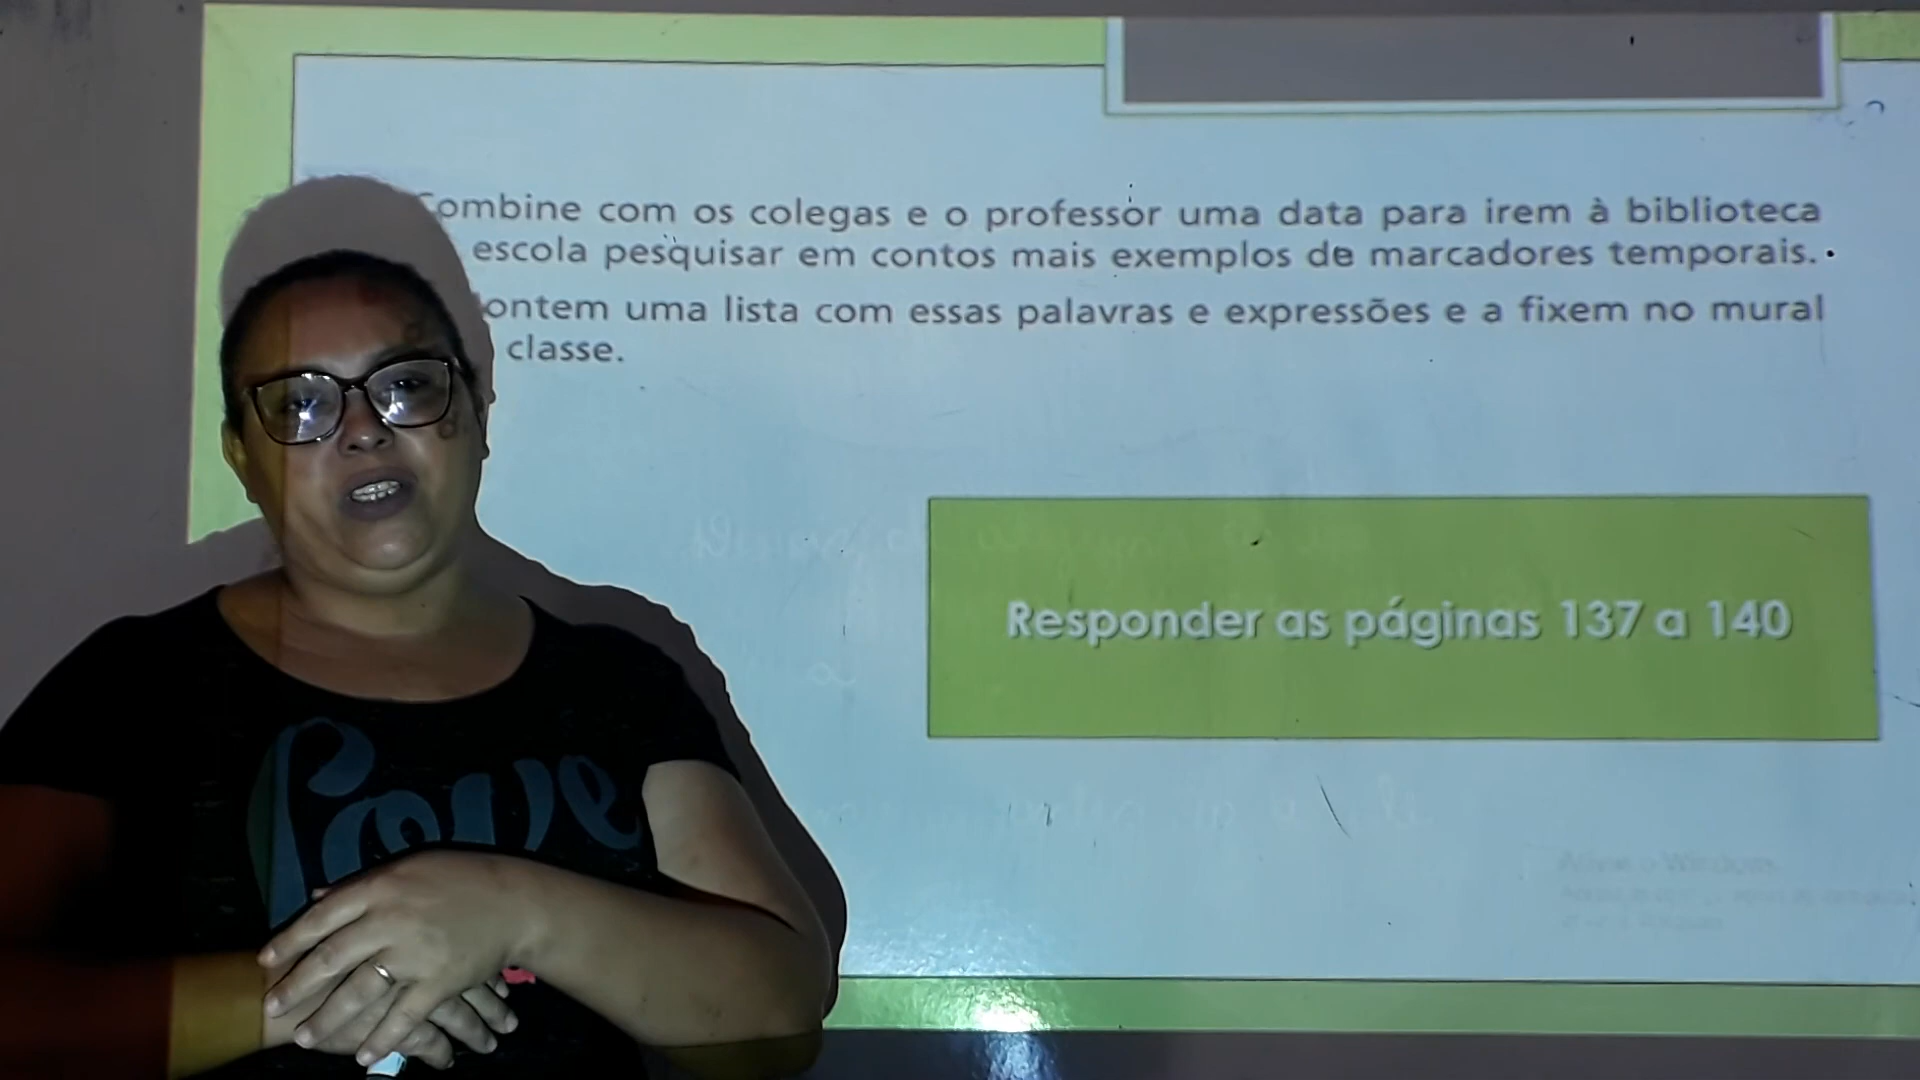 Combine com os colegas e o professor uma data para irem à biblioteca
escola pesquisar em contos mais exemplos de marcadores temporais.
ontem uma lista com essas palavras e expressões e a fixem no mural
classe.
Responder as páginas 137 a 140
Love